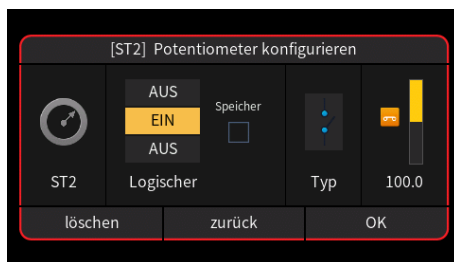 [ST2] Potentiometer konfigurieren
AUS
EIN
AUS
Speicher
ST2
Logischer
Typ
100.0
löschen
zurück
OK